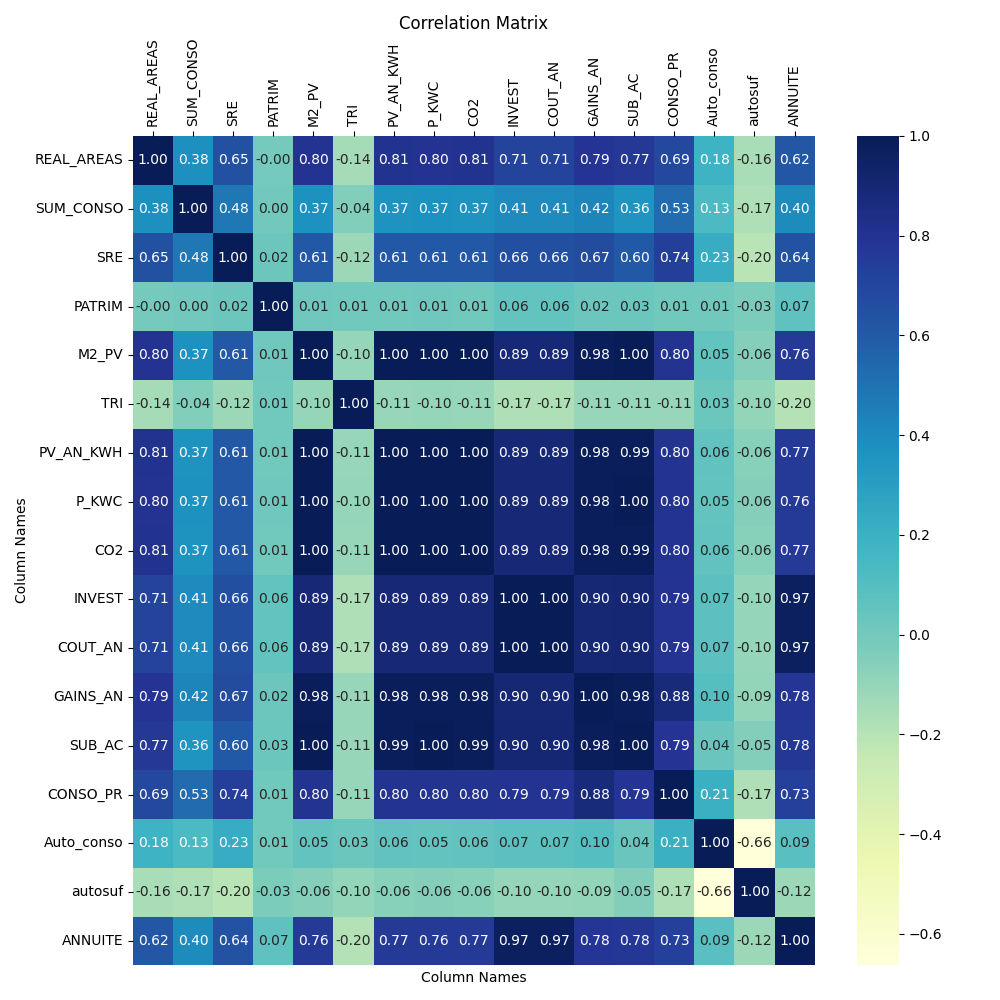 Correlation Matrix
REAL_AREAS SUM_CONSO SRE PATRIM M2_PV TRI PV_AN_KWH P_KWC CO2 INVEST COUT_AN GAINS_AN SUB_AC CONSO_PR Auto_conso autosuf ANNUITE
REAL_AREAS 1.00 0.38 0.65 -0.00 0.80 -0.14 0.81 0.80 0.81 0.71 0.71 0.79 0.77 0.69 0.18 -0.16 0.62
SUM_CONSO 0.38 1.00 0.48 0.00 0.37 -0.04 0.37 0.37 0.37 0.41 0.41 0.42 0.36 0.53 0.13 -0.17 0.40
SRE 0.65 0.48 1.00 0.02 0.61 -0.12 0.61 0.61 0.61 0.66 0.66 0.67 0.60 0.74 0.23 -0.20 0.64
PATRIM -0.00 0.00 0.02 1.00 0.01 0.01 0.01 0.01 0.01 0.06 0.06 0.02 0.03 0.01 0.01 -0.03 0.07
M2_PV 0.80 0.37 0.61 0.01 1.00 -0.10 1.00 1.00 1.00 0.89 0.89 0.98 1.00 0.80 0.05 -0.06 0.76
TRI -0.14 -0.04 -0.12 0.01 -0.10 1.00 -0.11 -0.10 -0.11 -0.17 -0.17 -0.11 -0.11 -0.11 0.03 -0.10 -0.20
PV_AN_KWH 0.81 0.37 0.61 0.01 1.00 -0.11 1.00 1.00 1.00 0.89 0.89 0.98 0.99 0.80 0.06 -0.06 0.77
P_KWC 0.80 0.37 0.61 0.01 1.00 -0.10 1.00 1.00 1.00 0.89 0.89 0.98 1.00 0.80 0.05 -0.06 0.76
CO2 0.81 0.37 0.61 0.01 1.00 -0.11 1.00 1.00 1.00 0.89 0.89 0.98 0.99 0.80 0.06 -0.06 0.77
INVEST 0.71 0.41 0.66 0.06 0.89 -0.17 0.89 0.89 0.89 1.00 1.00 0.90 0.90 0.79 0.07 -0.10 0.97
COUT_AN 0.71 0.41 0.66 0.06 0.89 -0.17 0.89 0.89 0.89 1.00 1.00 0.90 0.90 0.79 0.07 -0.10 0.97
GAINS_AN 0.79 0.42 0.67 0.02 0.98 -0.11 0.98 0.98 0.98 0.90 0.90 1.00 0.98 0.88 0.10 -0.09 0.78
SUB_AC 0.77 0.36 0.60 0.03 1.00 -0.11 0.99 1.00 0.99 0.90 0.90 0.98 1.00 0.79 0.04 -0.05 0.78
CONSO_PR 0.69 0.53 0.74 0.01 0.80 -0.11 0.80 0.80 0.80 0.79 0.79 0.88 0.79 1.00 0.21 -0.17 0.73
Auto_conso 0.18 0.13 0.23 0.01 0.05 0.03 0.06 0.05 0.06 0.07 0.07 0.10 0.04 0.21 1.00 -0.66 0.09
autosuf -0.16 -0.17 -0.20 -0.03 -0.06 -0.10 -0.06 -0.06 -0.06 -0.10 -0.10 -0.09 -0.05 -0.17 -0.66 1.00 -0.12
ANNUITE 0.62 0.40 0.64 0.07 0.76 -0.20 0.77 0.76 0.77 0.97 0.97 0.78 0.78 0.73 0.09 -0.12 1.00
Column Names
Column Names
1.0
0.8
0.6
0.4
0.2
0.0
−0.2
−0.4
−0.6